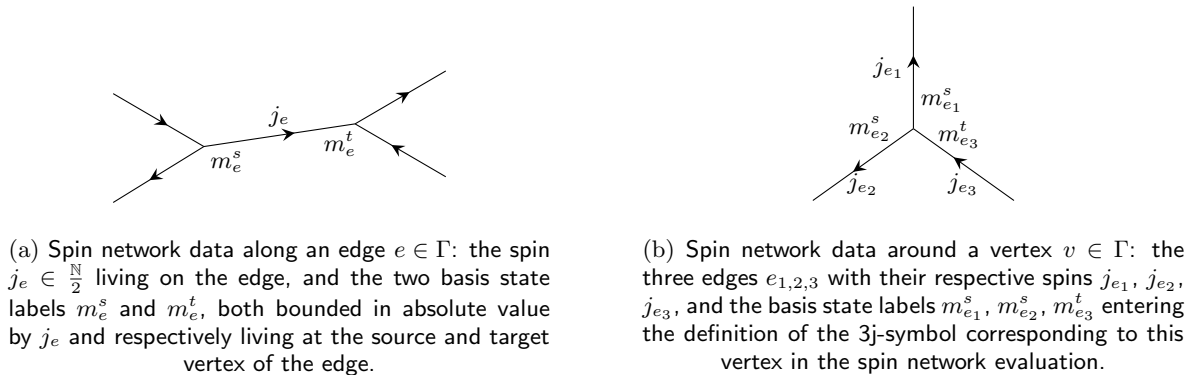 j_e
m_e^s
m_e^t
(a) Spin network data along an edge e ∈ Γ: the spin
j_e ∈ ℕ/2 living on the edge, and the two basis state
labels m_e^s and m_e^t, both bounded in absolute value
by j_e and respectively living at the source and target
vertex of the edge.
j_{e_1}
m_{e_1}^s
m_{e_2}^s
m_{e_3}^t
j_{e_2}
j_{e_3}
(b) Spin network data around a vertex v ∈ Γ: the
three edges e_{1,2,3} with their respective spins j_{e_1}, j_{e_2},
j_{e_3}, and the basis state labels m_{e_1}^s, m_{e_2}^s, m_{e_3}^t entering
the definition of the 3j-symbol corresponding to this
vertex in the spin network evaluation.